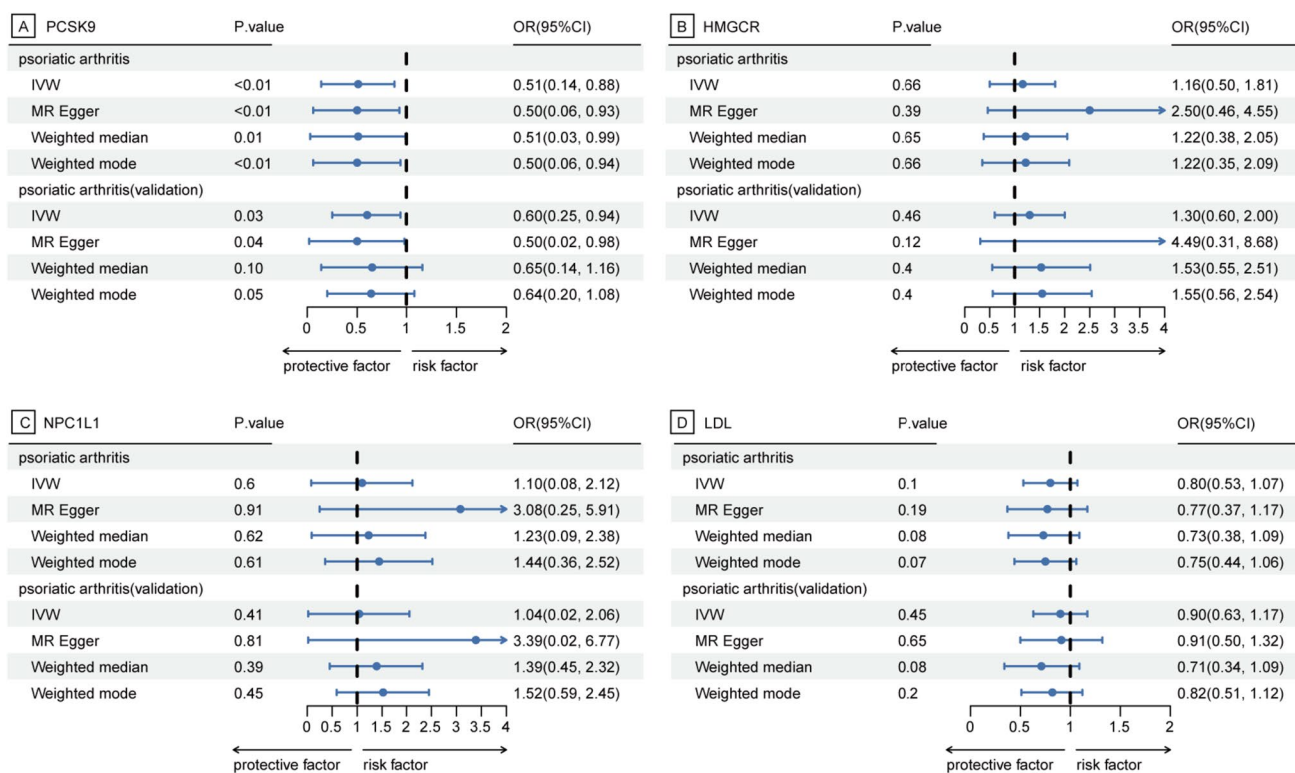 A PCSK9 P.value OR(95%CI)
psoriatic arthritis
IVW <0.01 0.51(0.14, 0.88)
MR Egger <0.01 0.50(0.06, 0.93)
Weighted median 0.01 0.51(0.03, 0.99)
Weighted mode <0.01 0.50(0.06, 0.94)
psoriatic arthritis(validation)
IVW 0.03 0.60(0.25, 0.94)
MR Egger 0.04 0.50(0.02, 0.98)
Weighted median 0.10 0.65(0.14, 1.16)
Weighted mode 0.05 0.64(0.20, 1.08)
0 0.5 1 1.5 2
protective factor risk factor
B HMGCR P.value OR(95%CI)
psoriatic arthritis
IVW 0.66 1.16(0.50, 1.81)
MR Egger 0.39 2.50(0.46, 4.55)
Weighted median 0.65 1.22(0.38, 2.05)
Weighted mode 0.66 1.22(0.35, 2.09)
psoriatic arthritis(validation)
IVW 0.46 1.30(0.60, 2.00)
MR Egger 0.12 4.49(0.31, 8.68)
Weighted median 0.4 1.53(0.55, 2.51)
Weighted mode 0.4 1.55(0.56, 2.54)
0 0.5 1 1.5 2 2.5 3 3.5 4
protective factor risk factor
C NPC1L1 P.value OR(95%CI)
psoriatic arthritis
IVW 0.6 1.10(0.08, 2.12)
MR Egger 0.91 3.08(0.25, 5.91)
Weighted median 0.62 1.23(0.09, 2.38)
Weighted mode 0.61 1.44(0.36, 2.52)
psoriatic arthritis(validation)
IVW 0.41 1.04(0.02, 2.06)
MR Egger 0.81 3.39(0.02, 6.77)
Weighted median 0.39 1.39(0.45, 2.32)
Weighted mode 0.45 1.52(0.59, 2.45)
0 0.5 1 1.5 2 2.5 3 3.5 4
protective factor risk factor
D LDL P.value OR(95%CI)
psoriatic arthritis
IVW 0.1 0.80(0.53, 1.07)
MR Egger 0.19 0.77(0.37, 1.17)
Weighted median 0.08 0.73(0.38, 1.09)
Weighted mode 0.07 0.75(0.44, 1.06)
psoriatic arthritis(validation)
IVW 0.45 0.90(0.63, 1.17)
MR Egger 0.65 0.91(0.50, 1.32)
Weighted median 0.08 0.71(0.34, 1.09)
Weighted mode 0.2 0.82(0.51, 1.12)
0 0.5 1 1.5 2
protective factor risk factor